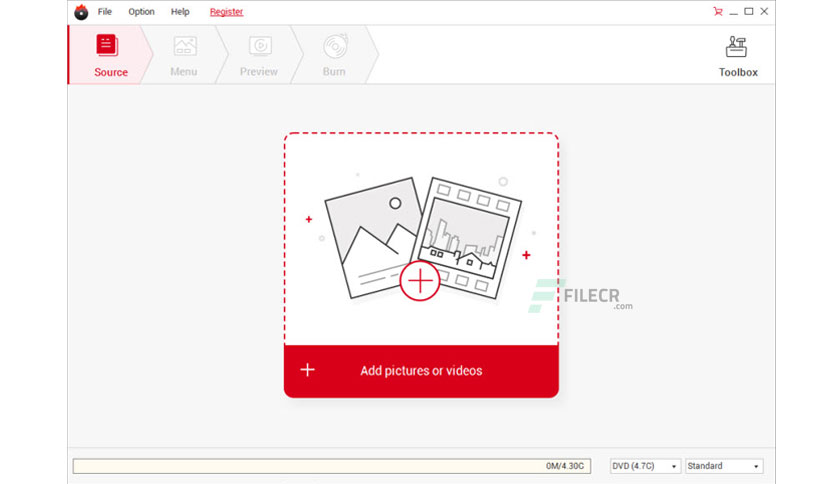 File Option Help Register
Source Menu Preview Burn Toolbox
FILECR
.com
Add pictures or videos
0M/4.30G DVD (4.7G) Standard